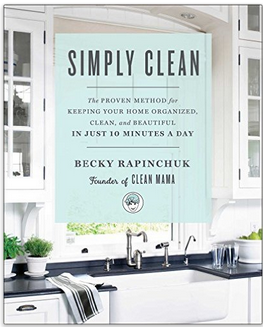 SIMPLY CLEAN
The PROVEN METHOD for
KEEPING YOUR HOME ORGANIZED,
CLEAN, and BEAUTIFUL
IN JUST 10 MINUTES A DAY
BECKY RAPINCHUK
Founder of CLEAN MAMA